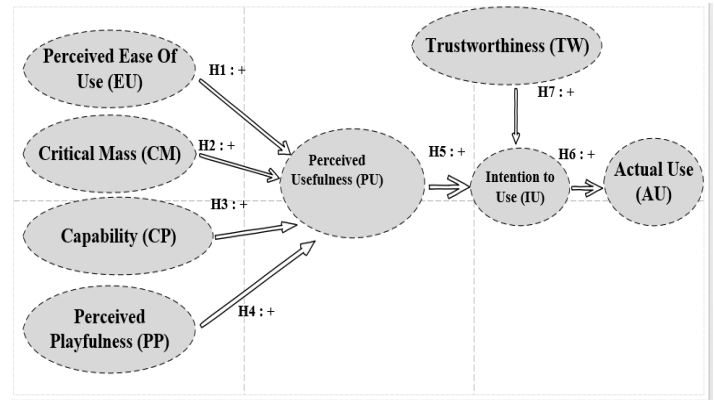 Perceived Ease Of
Use (EU)
H1 : +
Critical Mass (CM)
H2 : +
Capability (CP)
H3 : +
Perceived
Playfulness (PP)
H4 : +
Perceived
Usefulness (PU)
H5 : +
Trustworthiness (TW)
H7 : +
Intention to
Use (IU)
H6 : +
Actual Use
(AU)